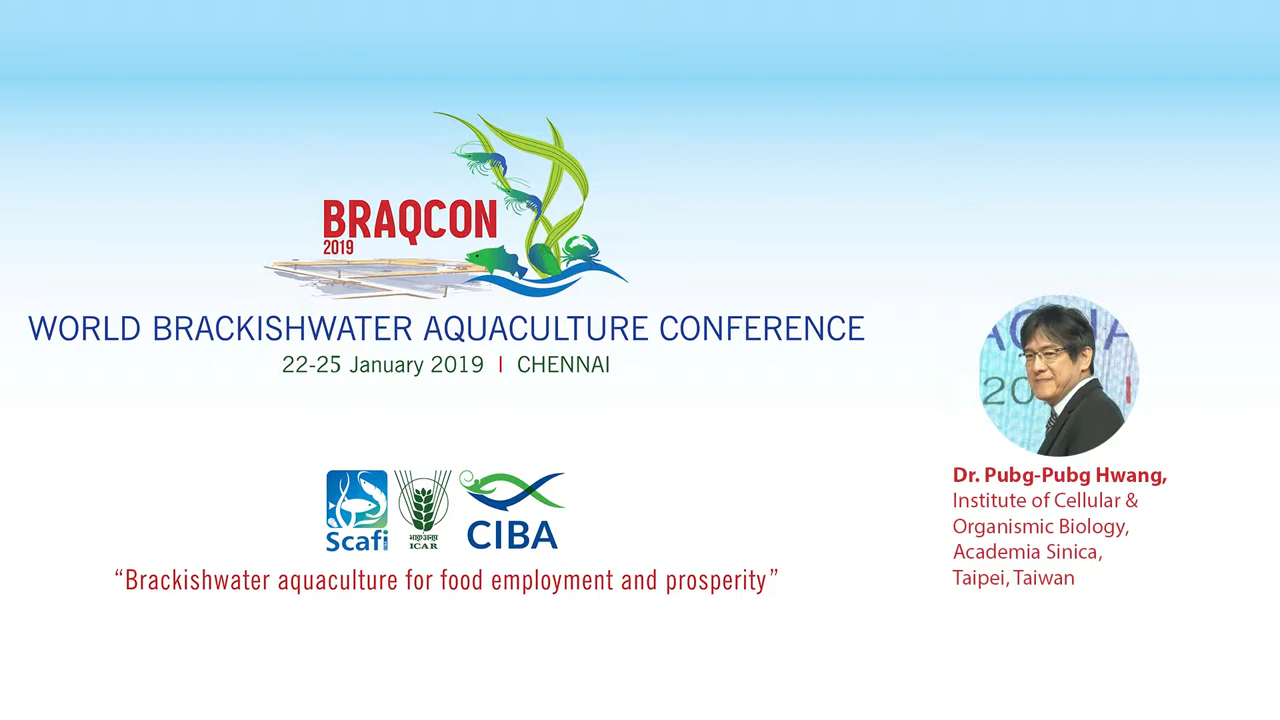 BRAQCON
2019
WORLD BRACKISHWATER AQUACULTURE CONFERENCE
22-25 January 2019 | CHENNAI
Scafi
भाकृअनुप
ICAR
CIBA
“Brackishwater aquaculture for food employment and prosperity”
Dr. Pubg-Pubg Hwang,
Institute of Cellular &
Organismic Biology,
Academia Sinica,
Taipei, Taiwan